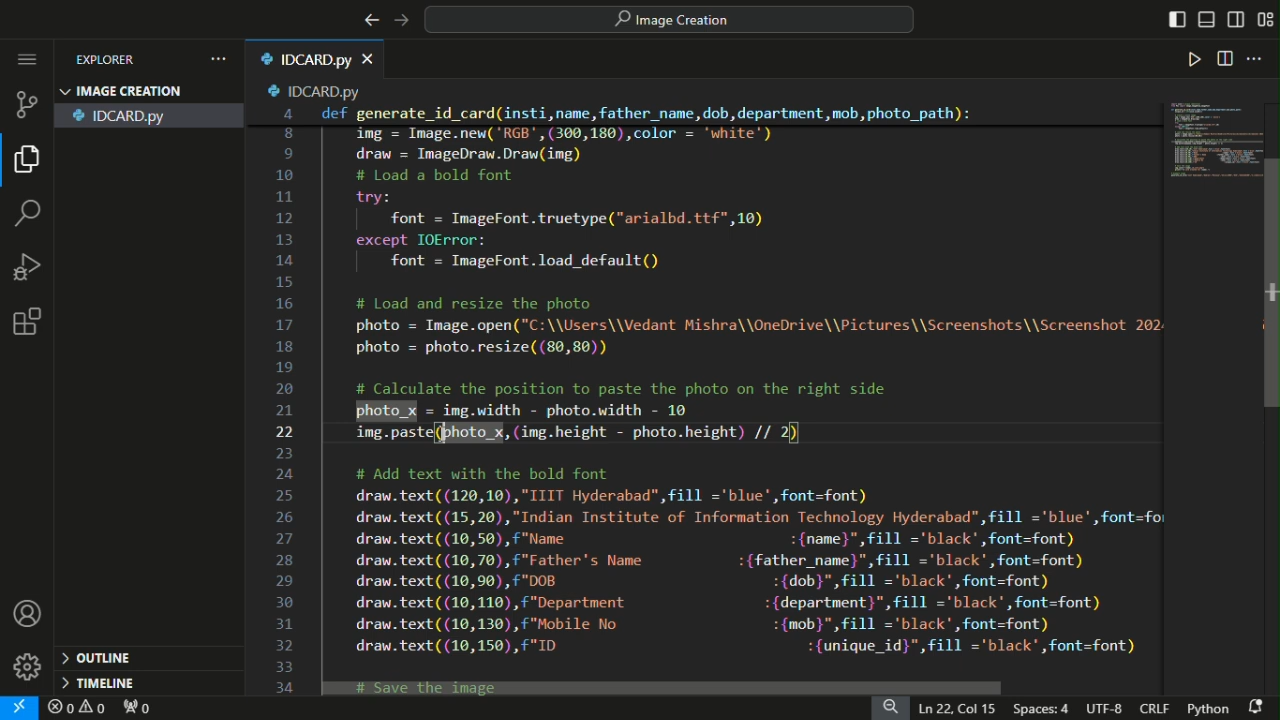 Image Creation
EXPLORER
IDCARD.py
IMAGE CREATION
IDCARD.py
IDCARD.py
4 def generate_id_card(insti,name,father_name,dob,department,mob,photo_path):
8 img = Image.new('RGB',(300,180),color = 'white')
9 draw = ImageDraw.Draw(img)
10 # Load a bold font
11 try:
12 font = ImageFont.truetype("arialbd.ttf",10)
13 except IOError:
14 font = ImageFont.load_default()
15
16 # Load and resize the photo
17 photo = Image.open("C:\\Users\\Vedant Mishra\\OneDrive\\Pictures\\Screenshots\\Screenshot 202
18 photo = photo.resize((80,80))
19
20 # Calculate the position to paste the photo on the right side
21 photo_x = img.width - photo.width - 10
22 img.paste(photo_x,(img.height - photo.height) // 2)
23
24 # Add text with the bold font
25 draw.text((120,10),"IIIT Hyderabad",fill ='blue',font=font)
26 draw.text((15,20),"Indian Institute of Information Technology Hyderabad",fill ='blue',font=fo
27 draw.text((10,50),f"Name :{name}",fill ='black',font=font)
28 draw.text((10,70),f"Father's Name :{father_name}",fill ='black',font=font)
29 draw.text((10,90),f"DOB :{dob}",fill ='black',font=font)
30 draw.text((10,110),f"Department :{department}",fill ='black',font=font)
31 draw.text((10,130),f"Mobile No :{mob}",fill ='black',font=font)
32 draw.text((10,150),f"ID :{unique_id}",fill ='black',font=font)
33
34 # Save the image
OUTLINE
TIMELINE
0 0 0
Ln 22, Col 15 Spaces: 4 UTF-8 CRLF Python